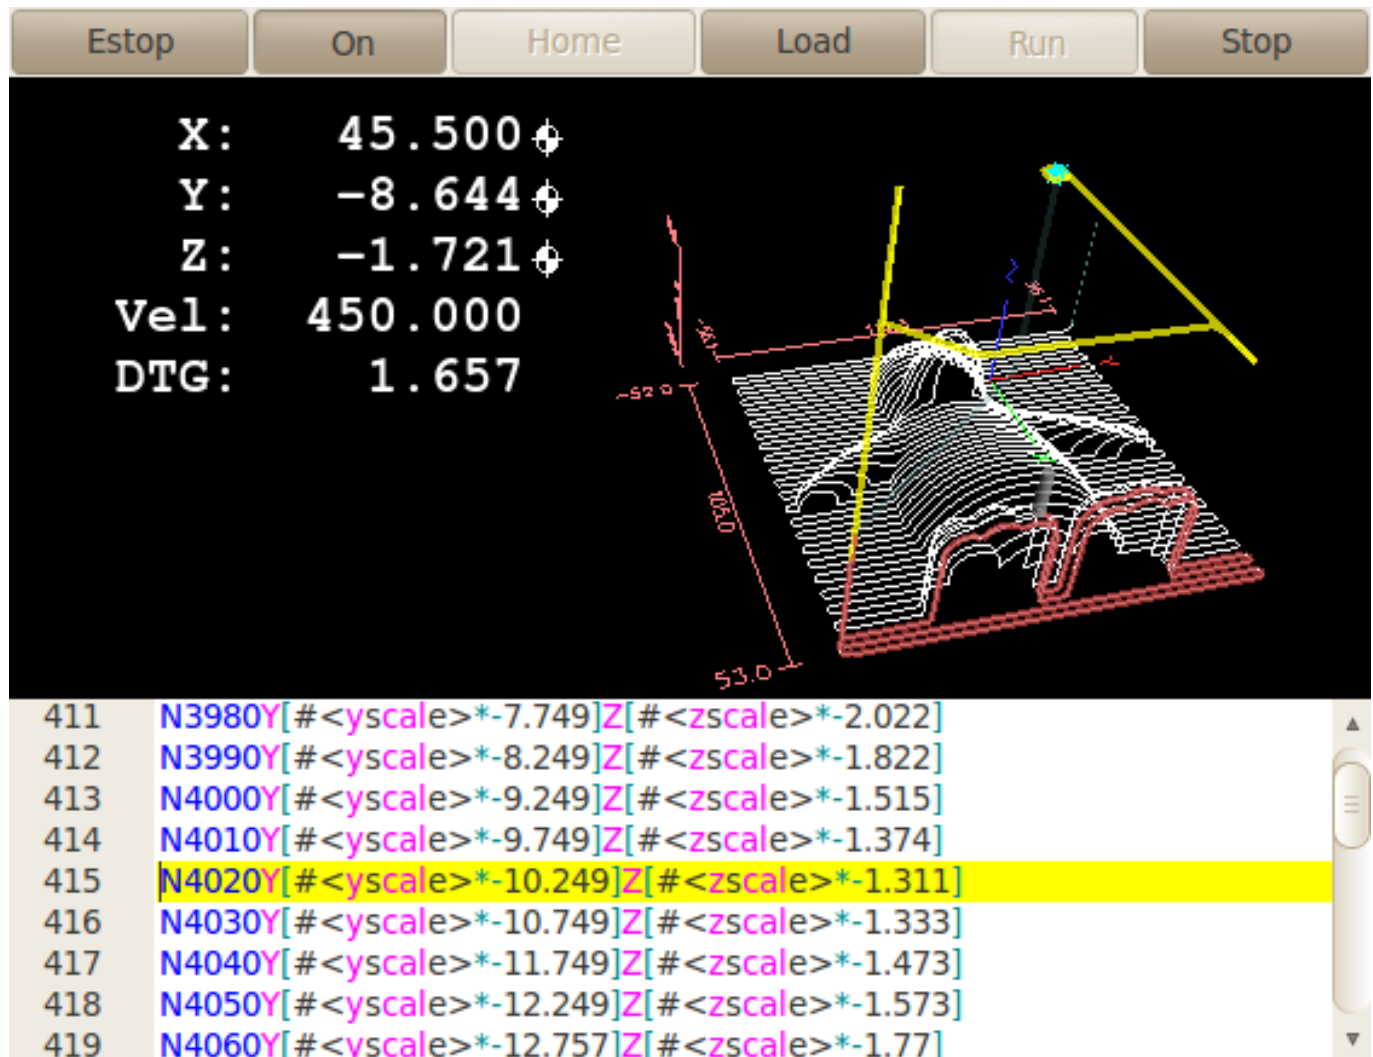 Estop On Home Load Run Stop
X: 45.500
Y: -8.644
Z: -1.721
Vel: 450.000
DTG: 1.657
-52.0
105.0
53.0
411 N3980Y[#<yscale>*-7.749]Z[#<zscale>*-2.022]
412 N3990Y[#<yscale>*-8.249]Z[#<zscale>*-1.822]
413 N4000Y[#<yscale>*-9.249]Z[#<zscale>*-1.515]
414 N4010Y[#<yscale>*-9.749]Z[#<zscale>*-1.374]
415 N4020Y[#<yscale>*-10.249]Z[#<zscale>*-1.311]
416 N4030Y[#<yscale>*-10.749]Z[#<zscale>*-1.333]
417 N4040Y[#<yscale>*-11.749]Z[#<zscale>*-1.473]
418 N4050Y[#<yscale>*-12.249]Z[#<zscale>*-1.573]
419 N4060Y[#<yscale>*-12.757]Z[#<zscale>*-1.77]